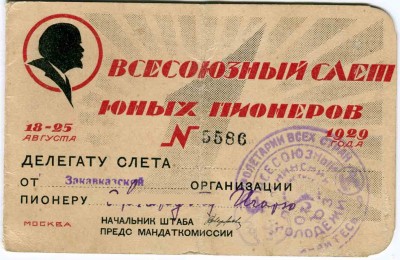 ВСЕСОЮЗНЫЙ СЛЕТ
ЮНЫХ ПИОНЕРОВ
18-25
АВГУСТА
N 5586
1929
ГОДА
ДЕЛЕГАТУ СЛЕТА
ОТ Закавказской ОРГАНИЗАЦИИ
ПИОНЕРУ Игорю
МОСКВА
НАЧАЛЬНИК ШТАБА
ПРЕДС МАНДАТКОМИССИИ
ПРОЛЕТАРИИ ВСЕХ СТРАН